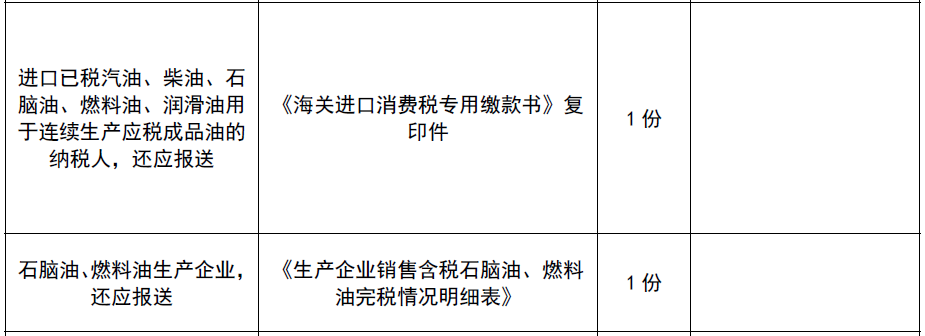 进口已税汽油、柴油、石
脑油、燃料油、润滑油用
于连续生产应税成品油的
纳税人，还应报送
《海关进口消费税专用缴款书》复
印件
1 份
石脑油、燃料油生产企业，
还应报送
《生产企业销售含税石脑油、燃料
油完税情况明细表》
1 份